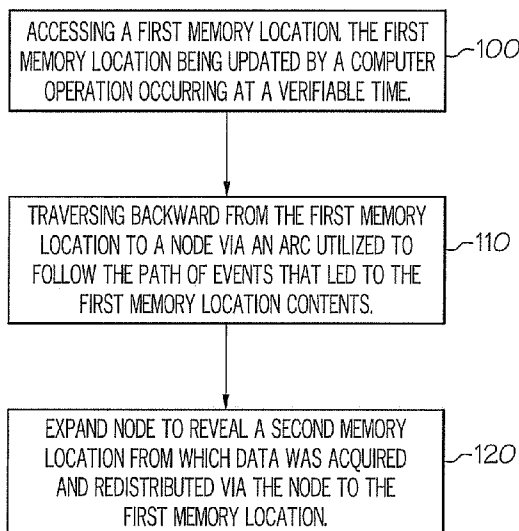 ACCESSING A FIRST MEMORY LOCATION. THE FIRST
MEMORY LOCATION BEING UPDATED BY A COMPUTER
OPERATION OCCURRING AT A VERIFIABLE TIME.
100
TRAVERSING BACKWARD FROM THE FIRST MEMORY
LOCATION TO A NODE VIA AN ARC UTILIZED TO
FOLLOW THE PATH OF EVENTS THAT LED TO THE
FIRST MEMORY LOCATION CONTENTS.
110
EXPAND NODE TO REVEAL A SECOND MEMORY
LOCATION FROM WHICH DATA WAS ACQUIRED
AND REDISTRIBUTED VIA THE NODE TO THE
FIRST MEMORY LOCATION.
120